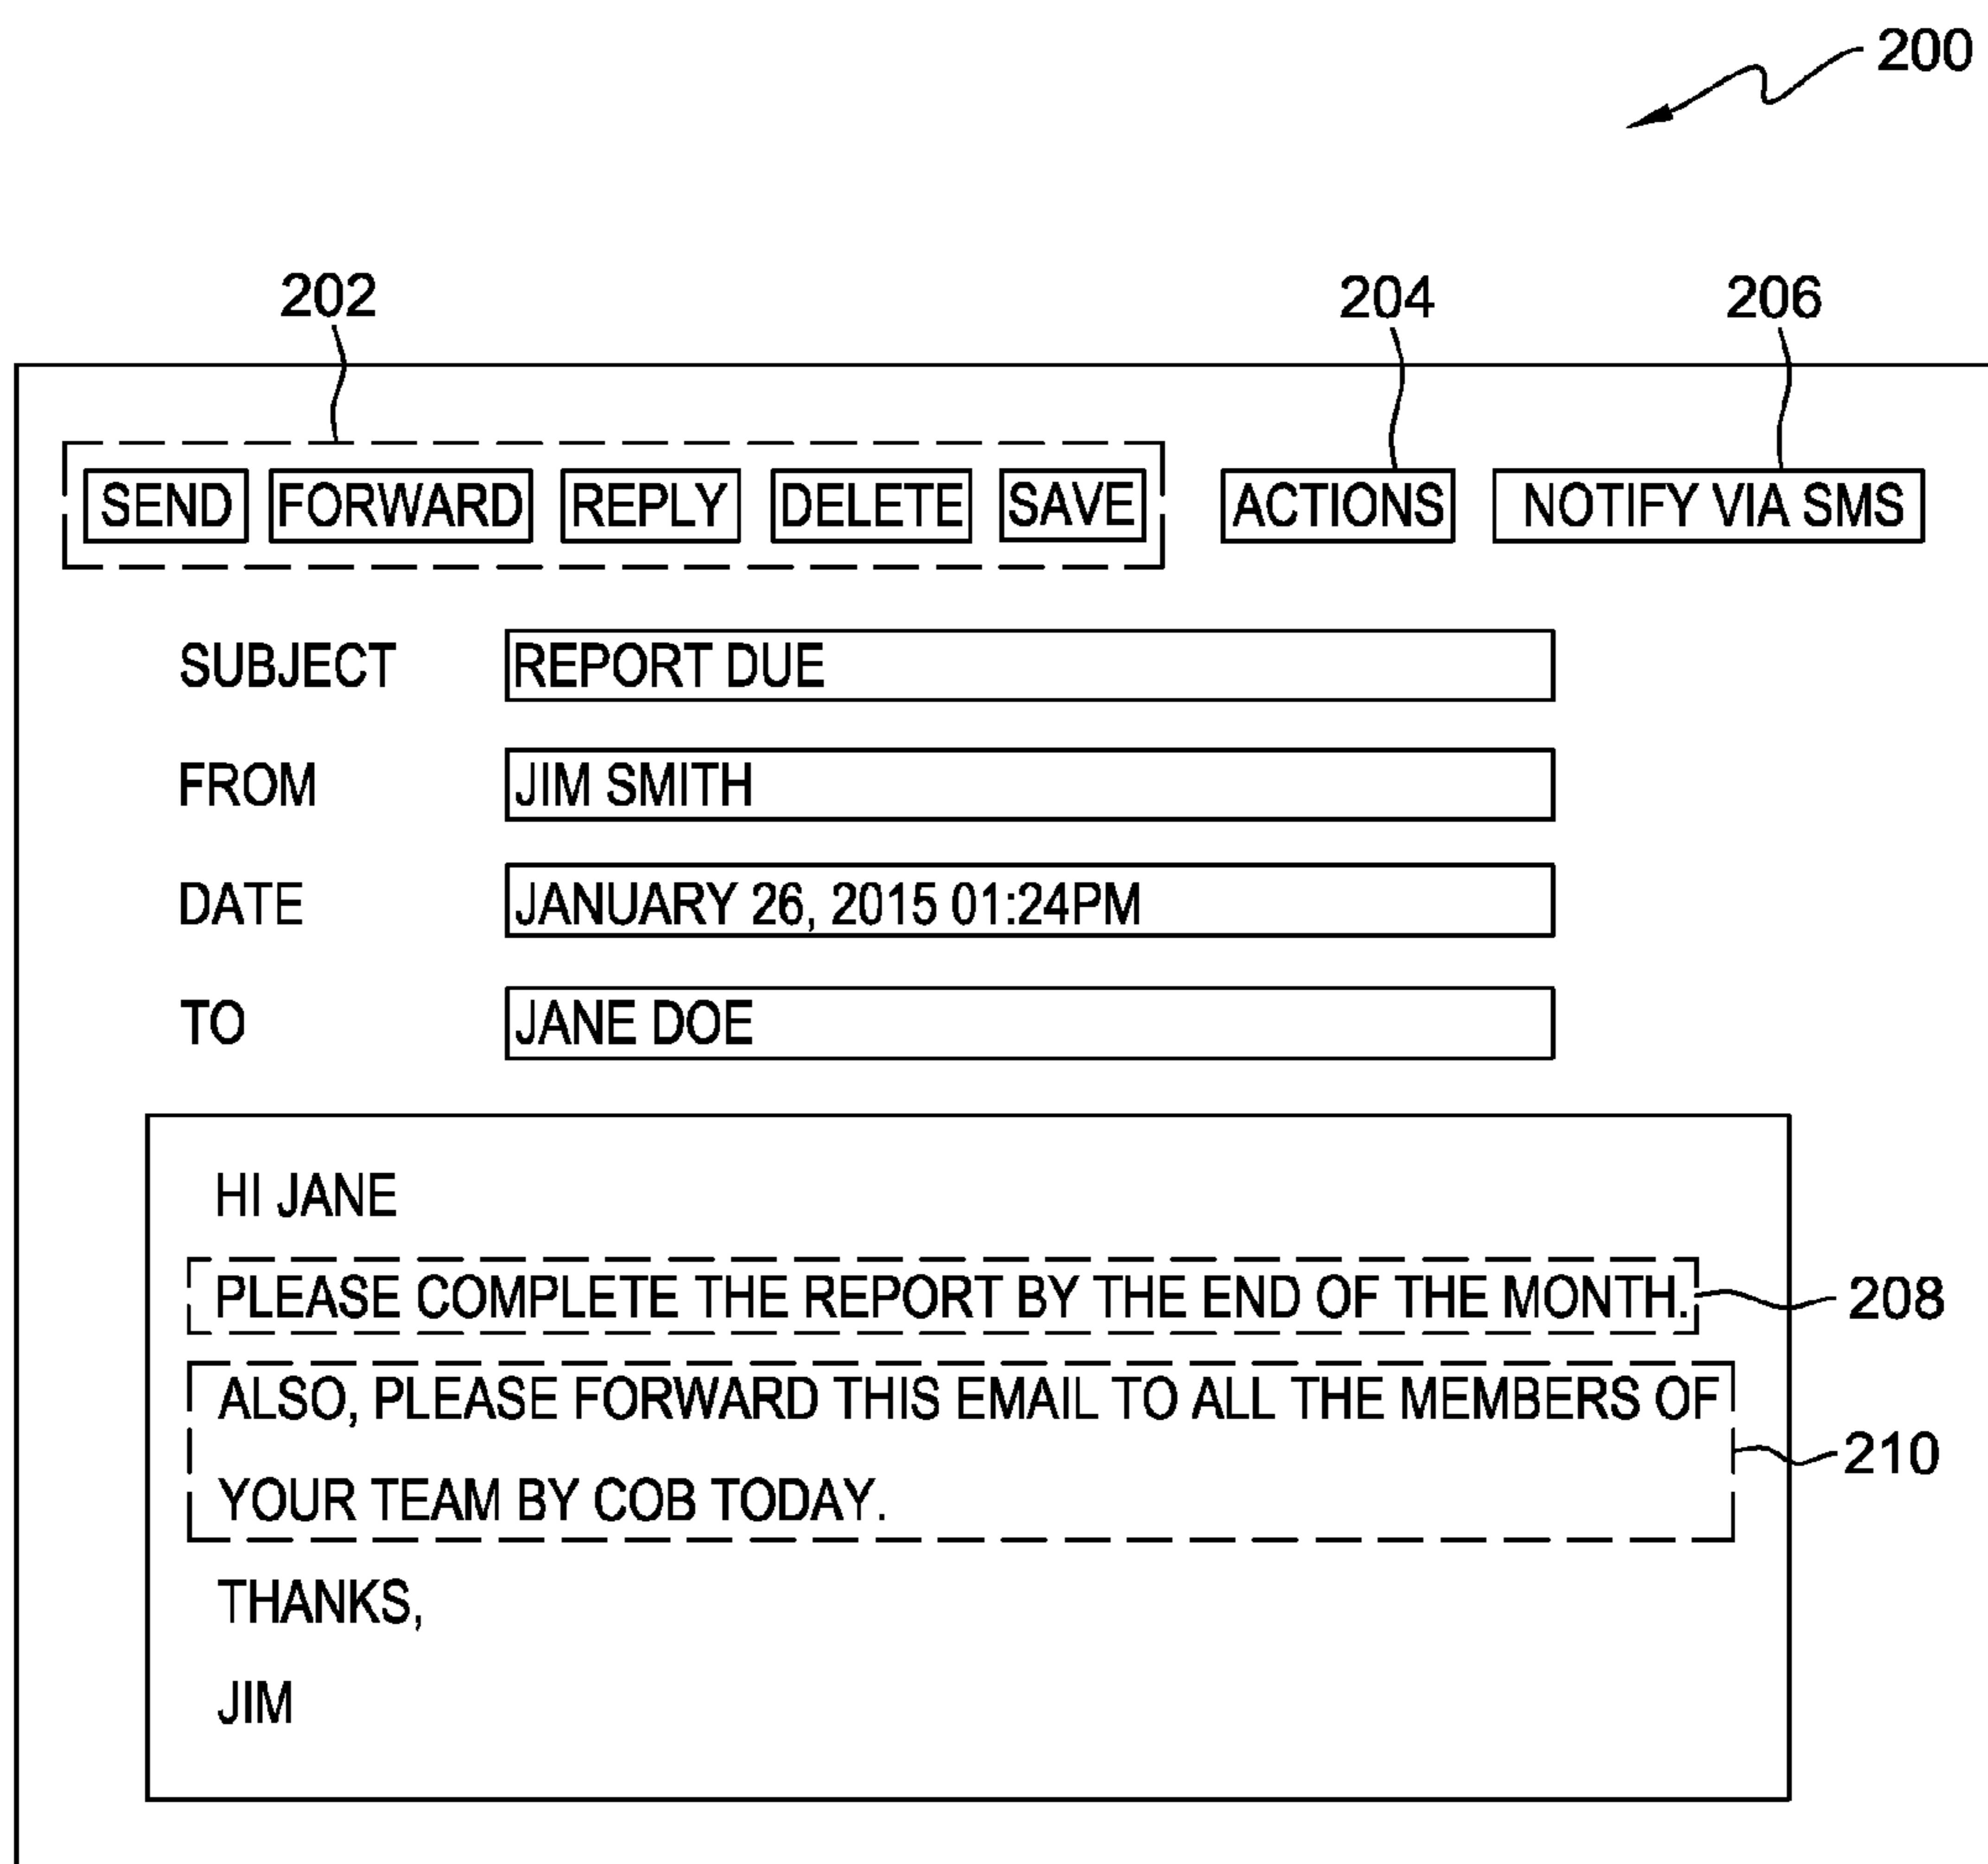 200
202 204 206
SEND FORWARD REPLY DELETE SAVE ACTIONS NOTIFY VIA SMS
SUBJECT REPORT DUE
FROM JIM SMITH
DATE JANUARY 26, 2015 01:24PM
TO JANE DOE
HI JANE
PLEASE COMPLETE THE REPORT BY THE END OF THE MONTH. 208
ALSO, PLEASE FORWARD THIS EMAIL TO ALL THE MEMBERS OF
210
YOUR TEAM BY COB TODAY.
THANKS,
JIM